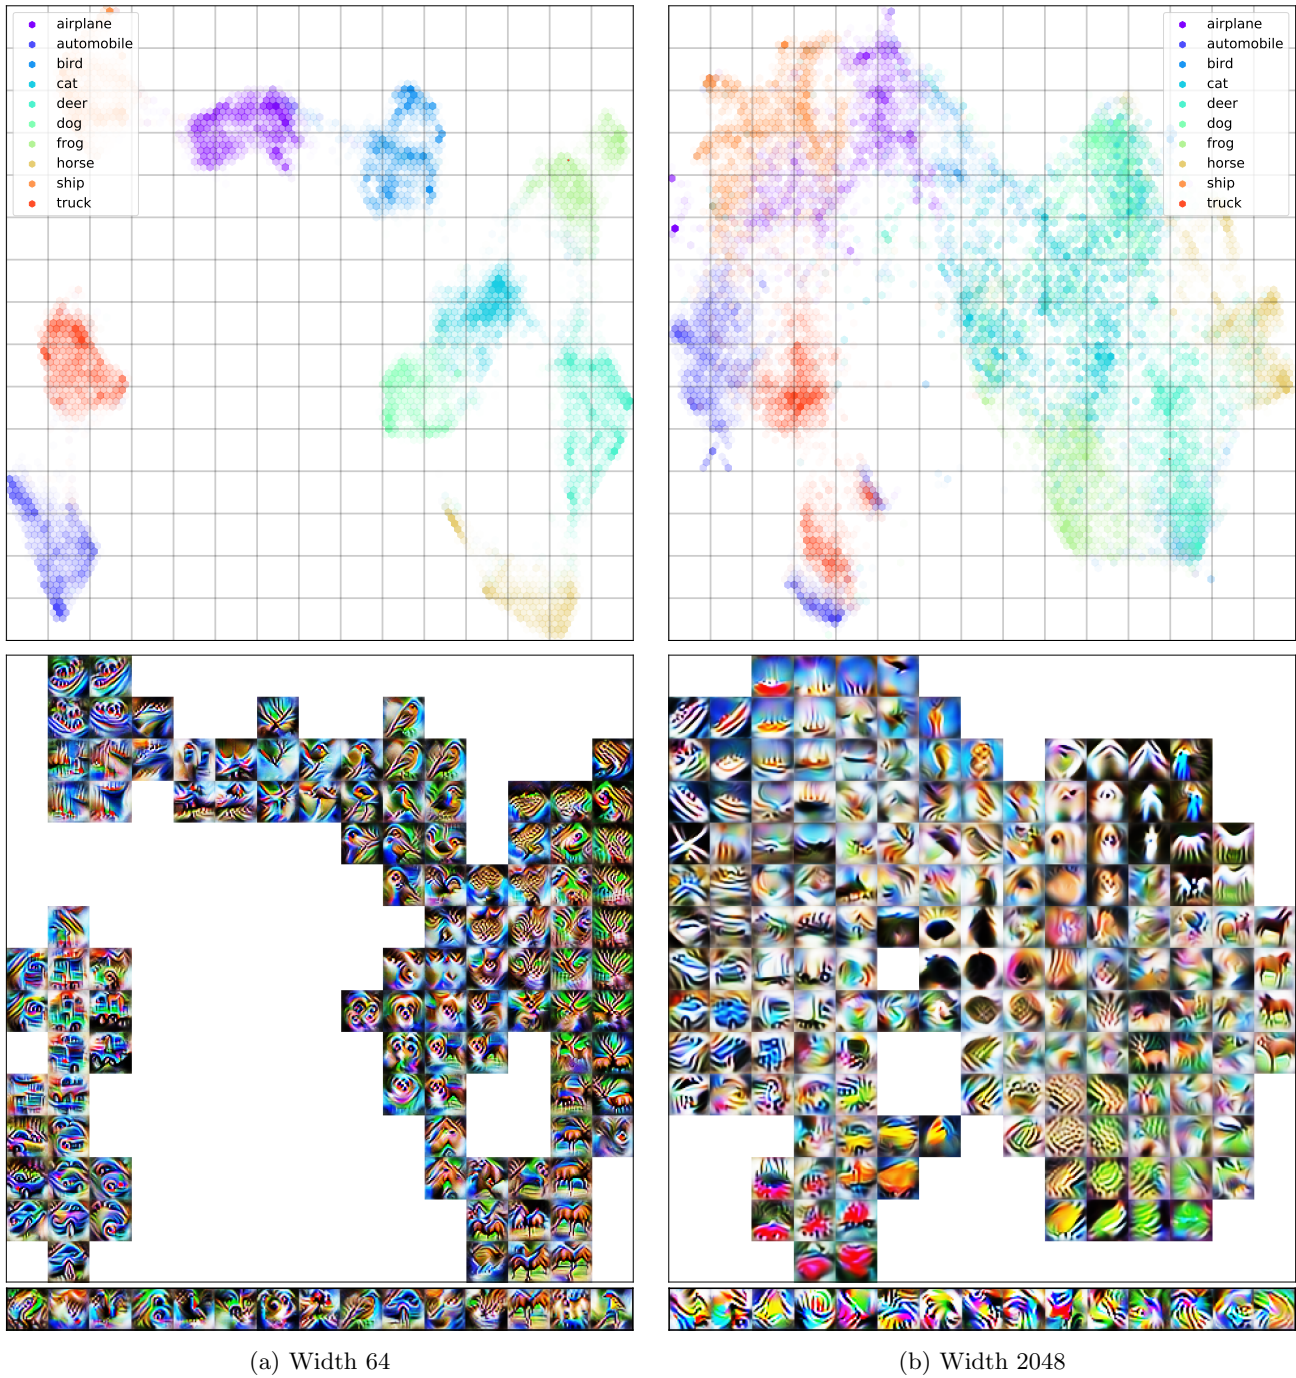 airplane
automobile
bird
cat
deer
dog
frog
horse
ship
truck
airplane
automobile
bird
cat
deer
dog
frog
horse
ship
truck
(a) Width 64
(b) Width 2048